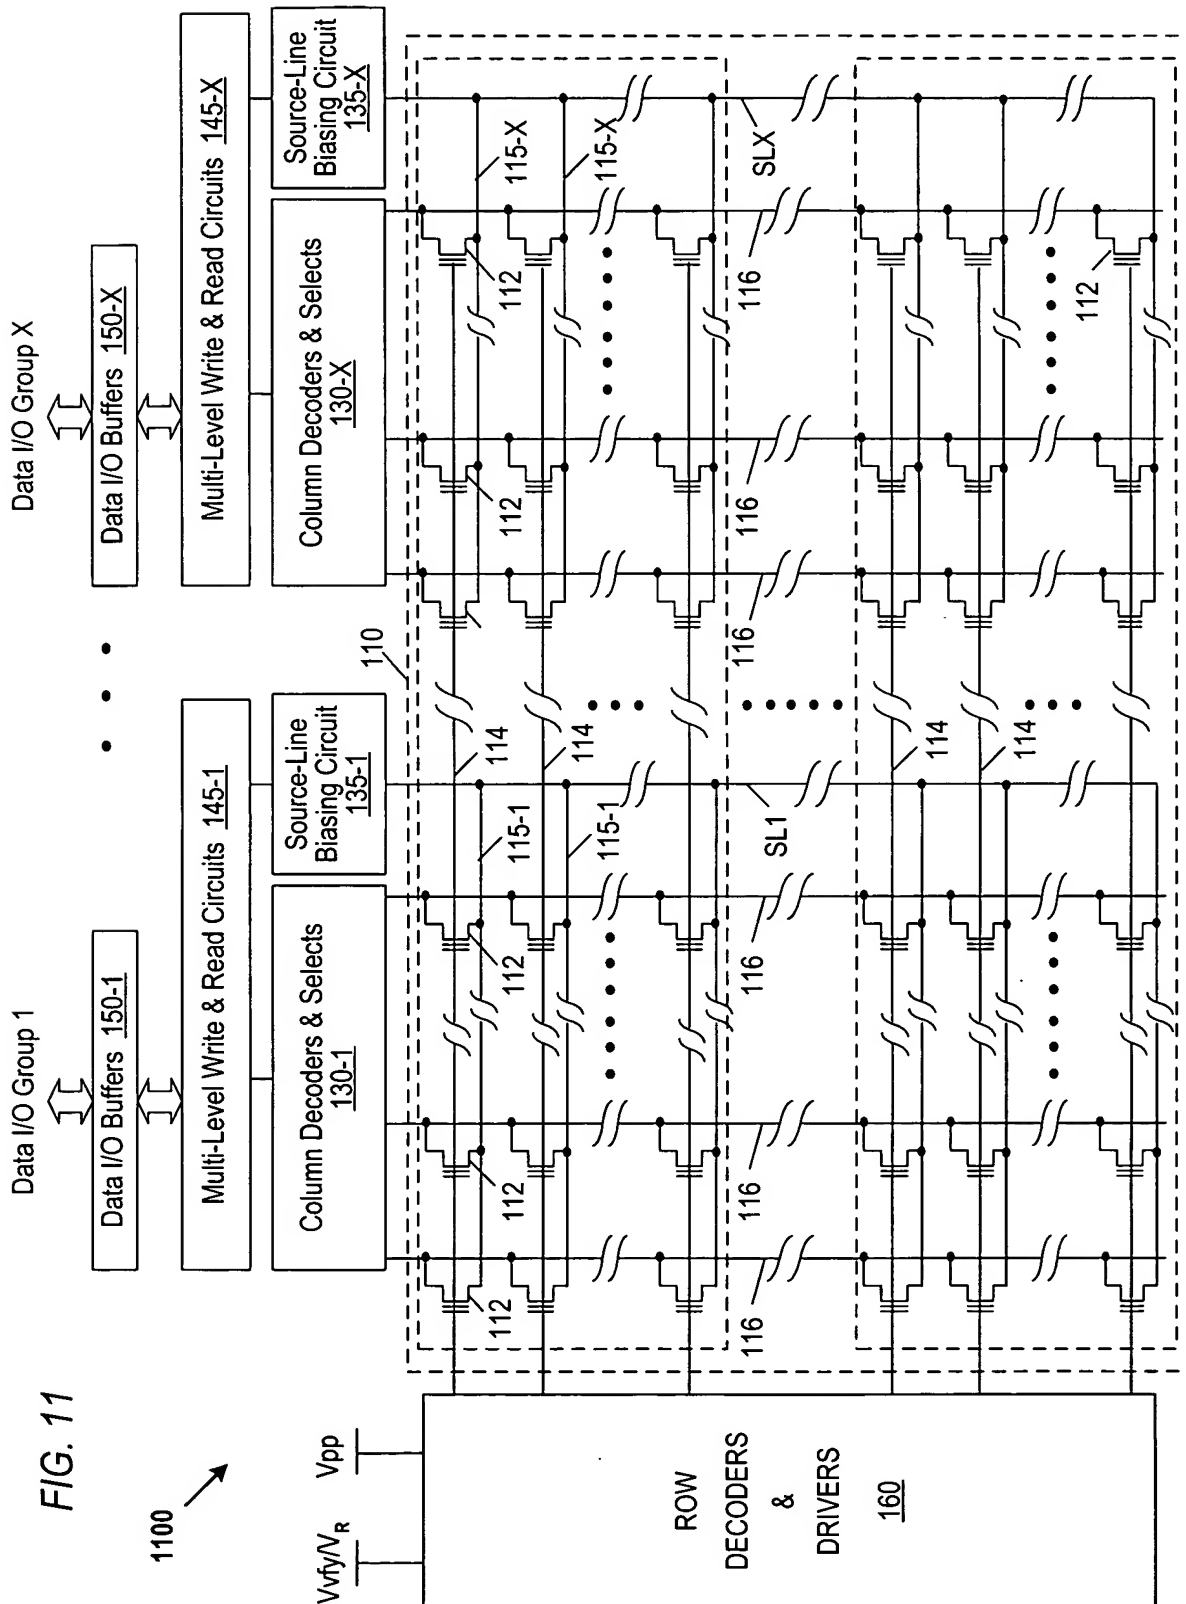 FIG. 11
1100
Data I/O Group 1
Data I/O Group X
Data I/O Buffers 150-1
Data I/O Buffers 150-X
Multi-Level Write & Read Circuits 145-1
Multi-Level Write & Read Circuits 145-X
Column Decoders & Selects
130-1
Source-Line
Biasing Circuit
135-1
Column Decoders & Selects
130-X
Source-Line
Biasing Circuit
135-X
Vvfy/VR
Vpp
ROW
DECODERS
&
DRIVERS
160
110
112
112
112
115-1
115-1
114
114
112
112
115-X
115-X
116
116
116
SL1
116
116
116
SLX
114
114
112